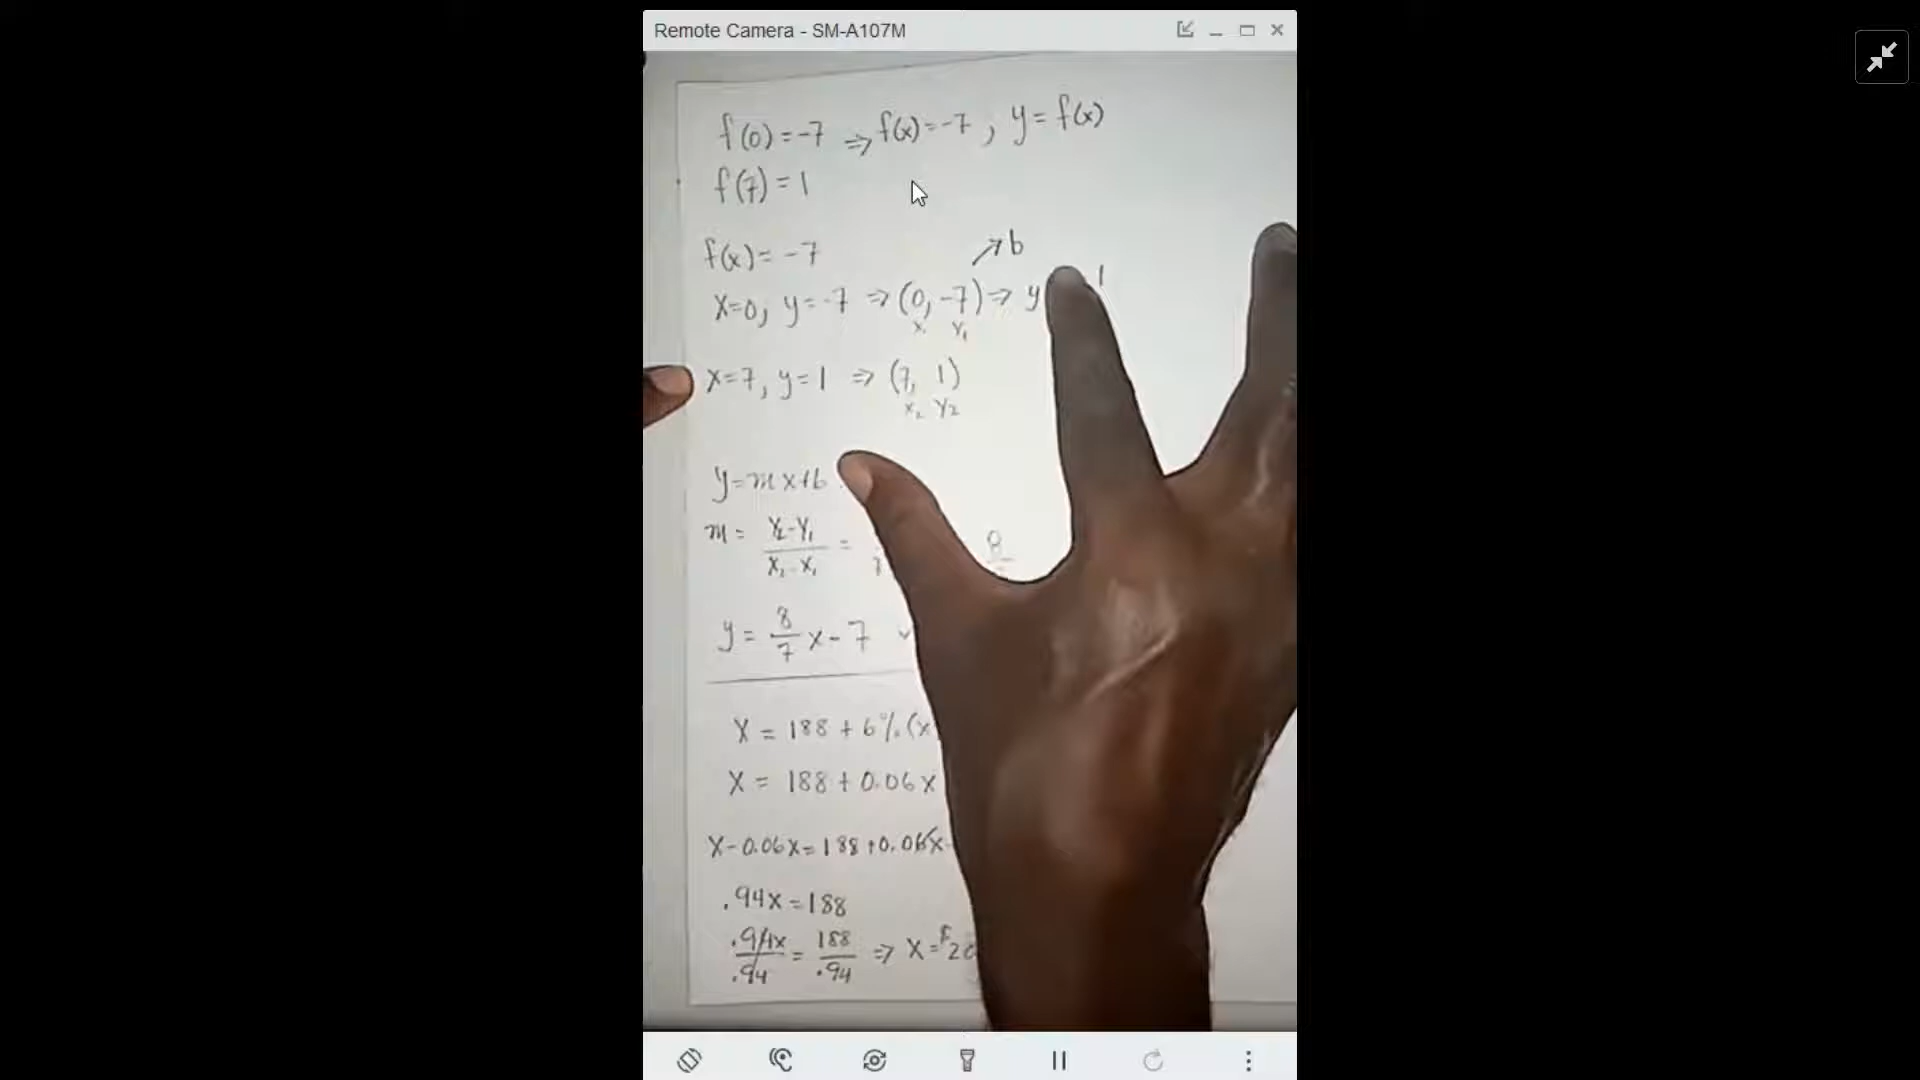 Remote Camera - SM-A107M
f(0) = -7 ⇒ f(x) = -7 , y = f(x)
f(7) = 1
f(x) = -7
↗ b
x=0, y = -7 ⇒ (0, -7) ⇒ y
x₁ y₁
x=7, y=1 ⇒ (7, 1)
x₂ y₂
y = mx+b
m = y₂-y₁ / x₂-x₁ = 8
y = 8/7 x - 7
x = 188 + 6% (x
x = 188 + 0.06x
x - 0.06x = 188 + 0.06x
.94x = 188
.94x/.94 = 188/.94 ⇒ x =